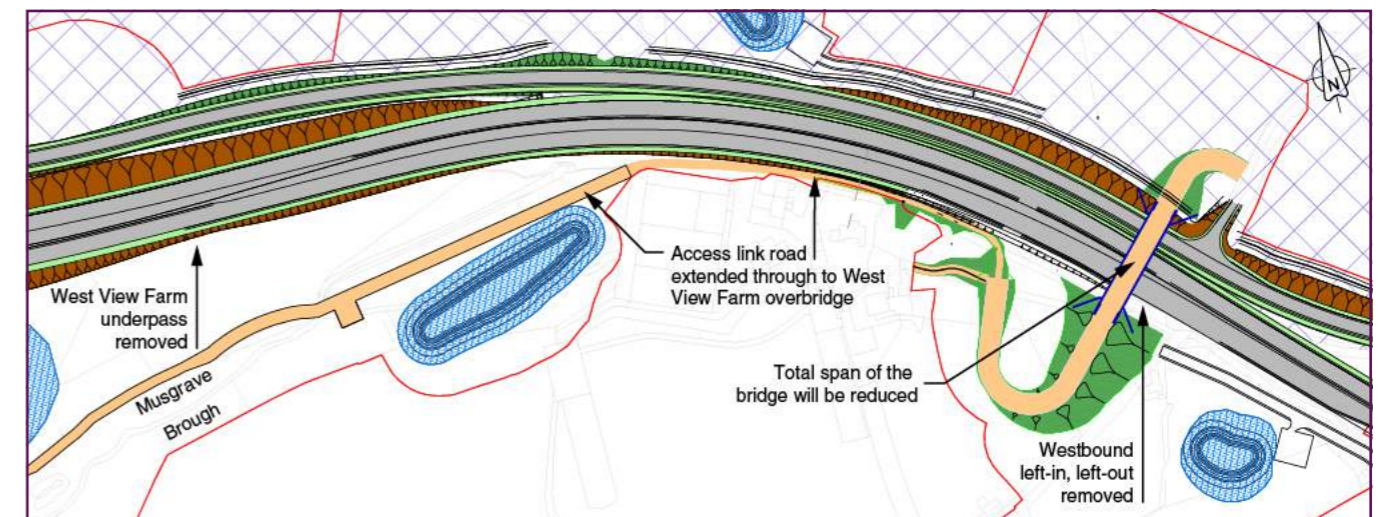 N
West View Farm
underpass
removed
Musgrave
Brough
Access link road
extended through to West
View Farm overbridge
Total span of the
bridge will be reduced
Westbound
left-in, left-out
removed